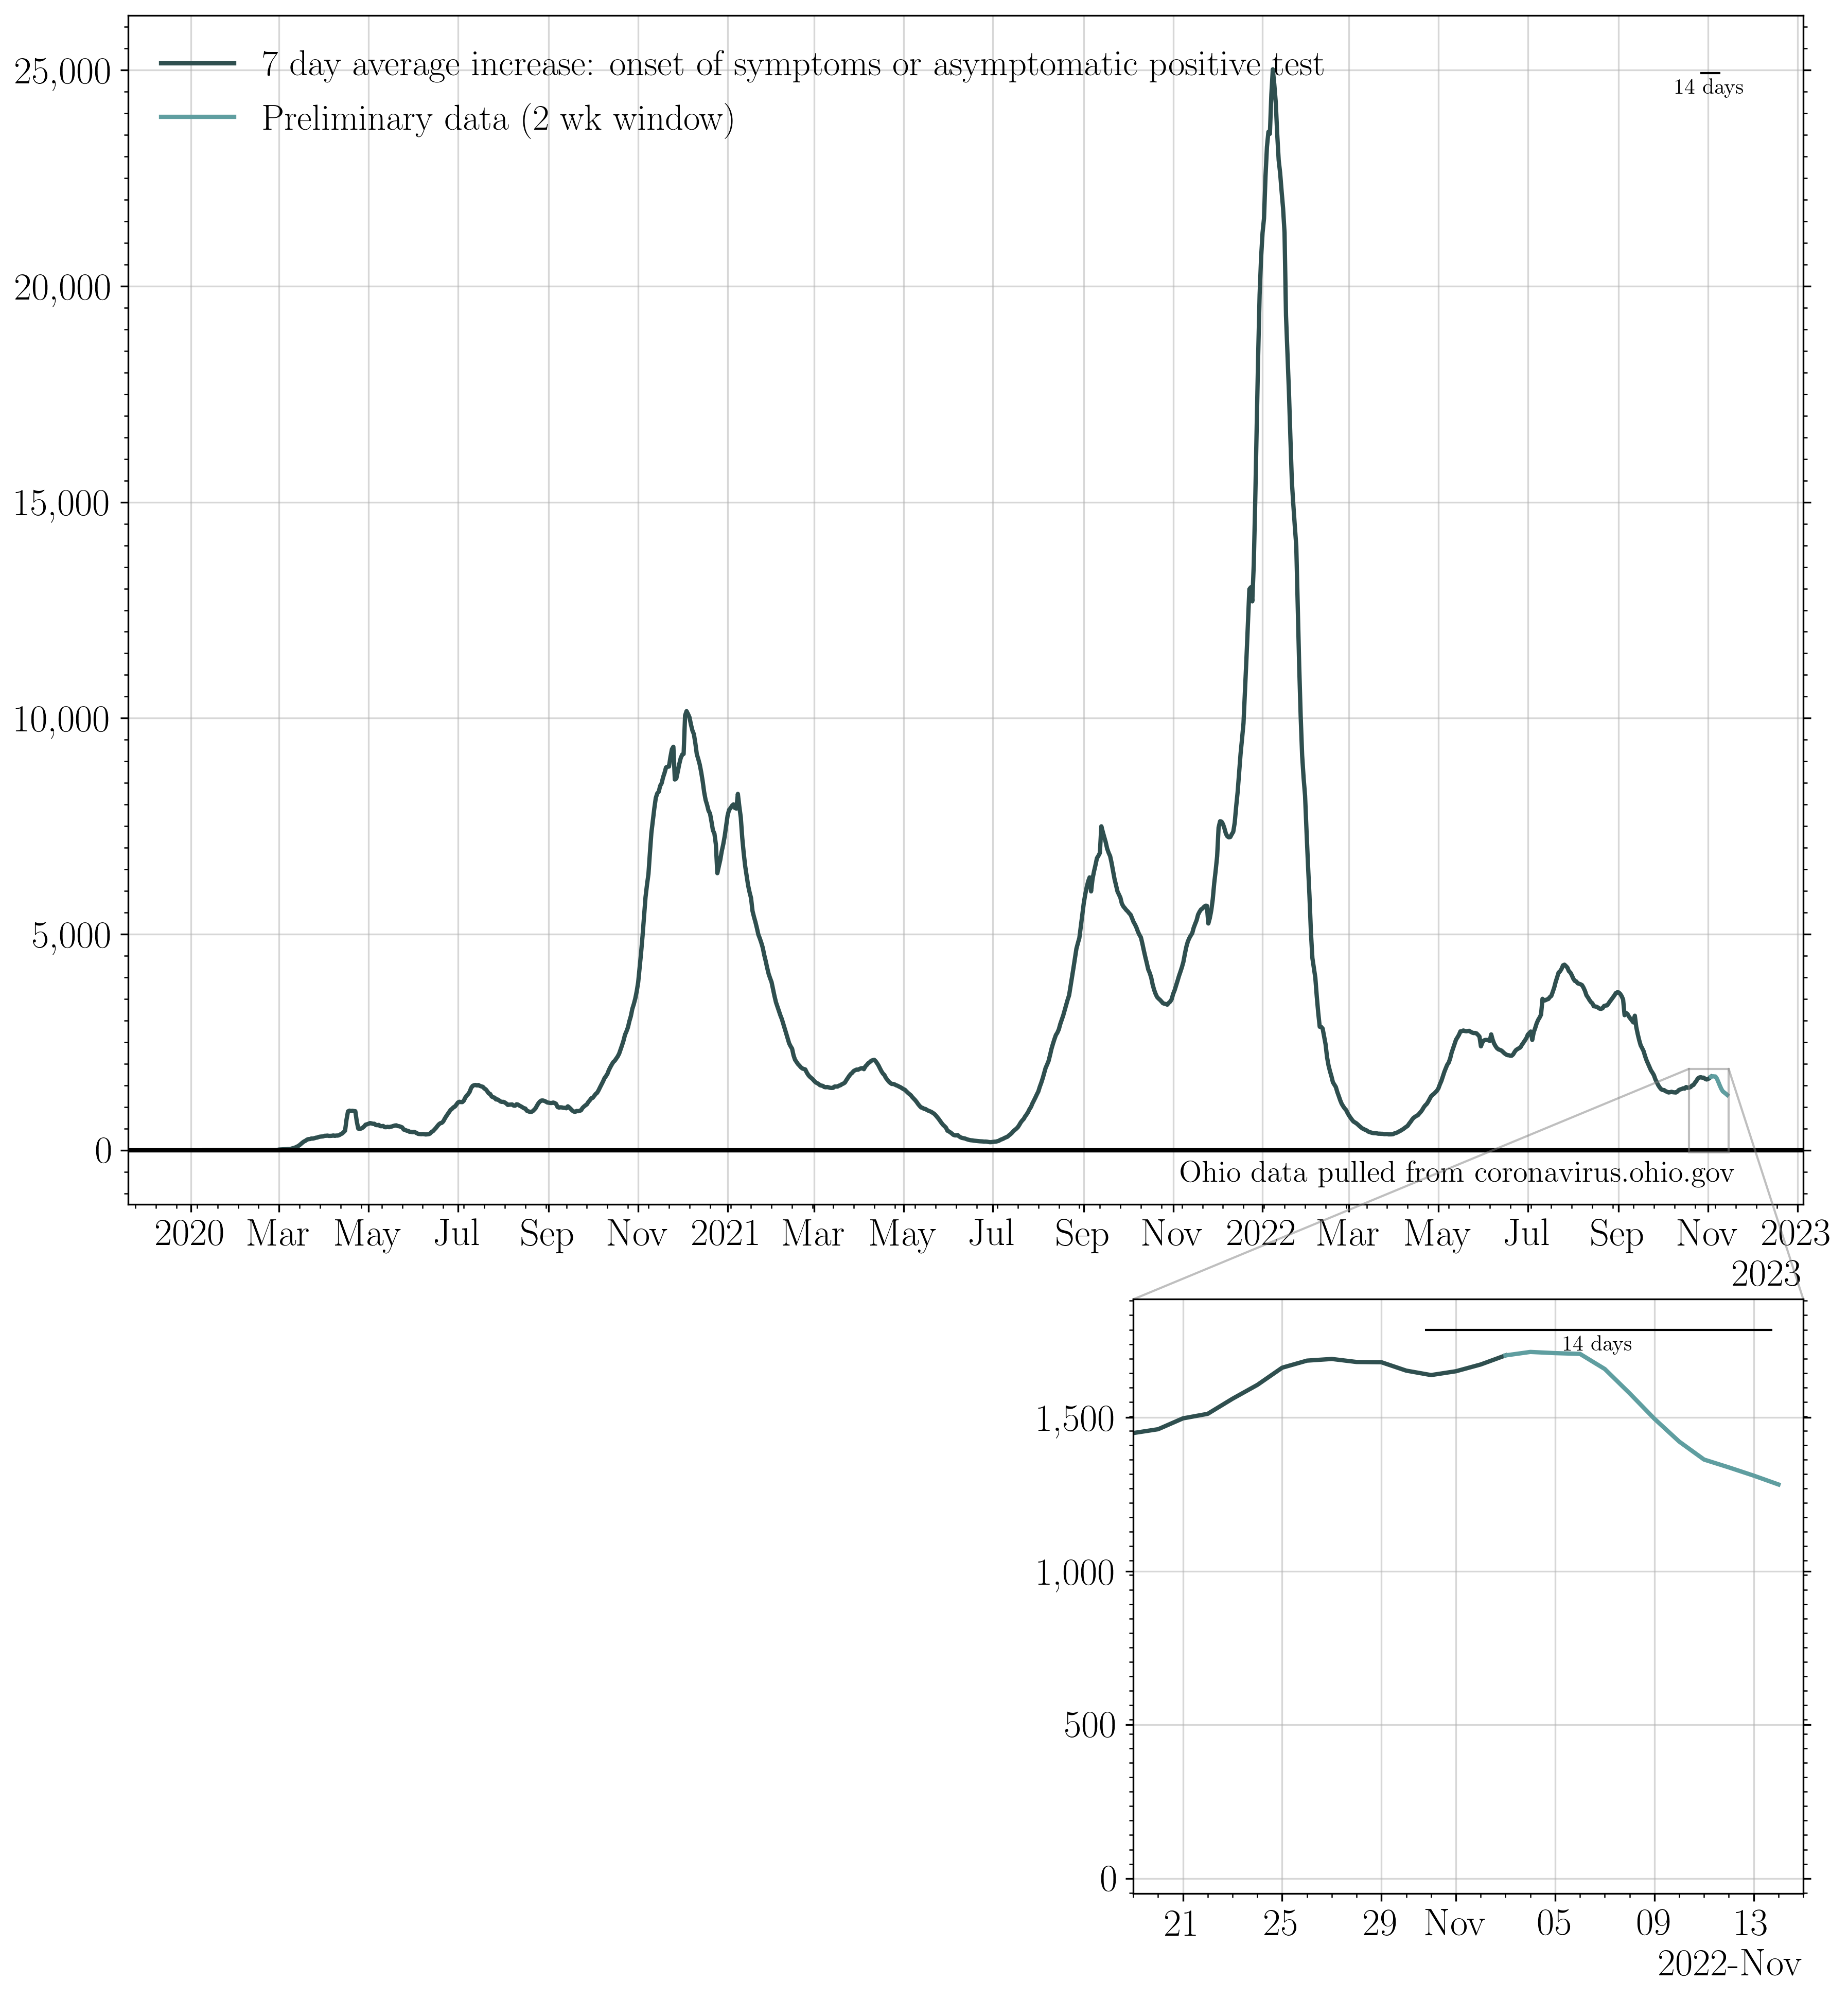 25,000
20,000
15,000
10,000
5,000
0
7 day average increase: onset of symptoms or asymptomatic positive test
Preliminary data (2 wk window)
14 days
Ohio data pulled from coronavirus.ohio.gov
2020 Mar May Jul Sep Nov 2021 Mar May Jul Sep Nov 2022 Mar May Jul Sep Nov 2023
2023
14 days
1,500
1,000
500
0
21 25 29 Nov 05 09 13
2022-Nov